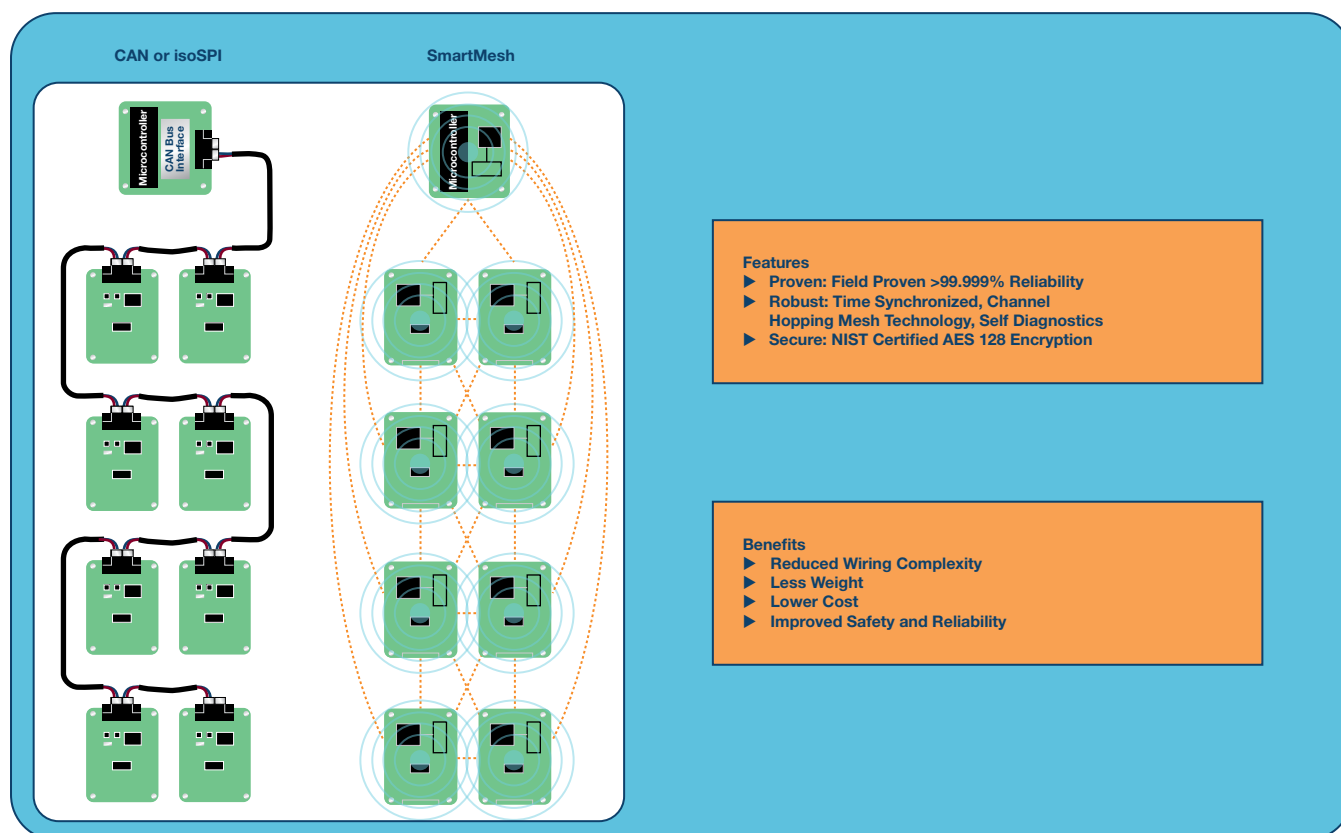 CAN or isoSPI
SmartMesh
Microcontroller
CAN Bus
Interface
Microcontroller
Features
▶ Proven: Field Proven >99.999% Reliability
▶ Robust: Time Synchronized, Channel
Hopping Mesh Technology, Self Diagnostics
▶ Secure: NIST Certified AES 128 Encryption
Benefits
▶ Reduced Wiring Complexity
▶ Less Weight
▶ Lower Cost
▶ Improved Safety and Reliability